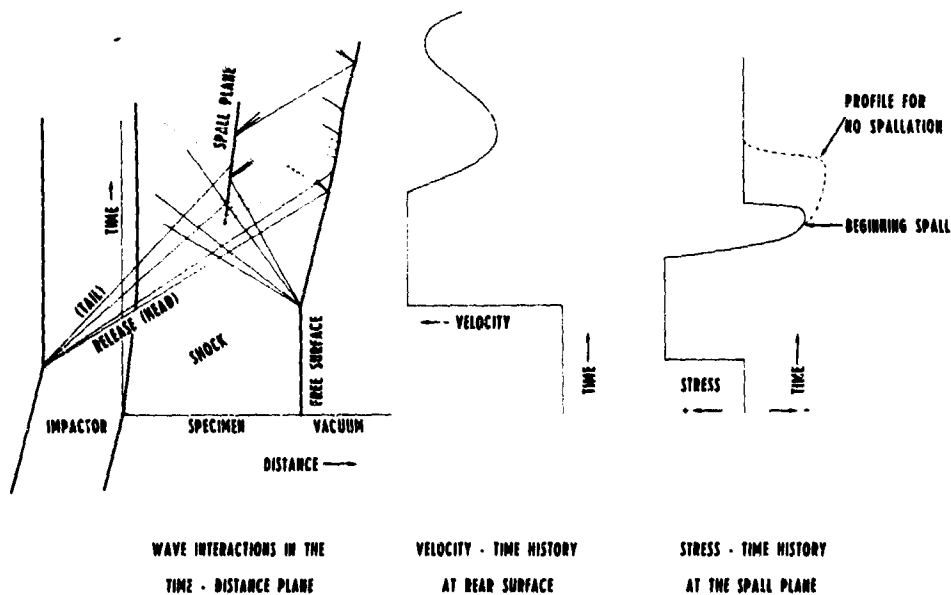 SPALL PLANE
TIME
(TAIL)
RELEASE (HEAD)
SHOCK
FREE SURFACE
IMPACTOR
SPECIMEN
VACUUM
DISTANCE
VELOCITY
TIME
PROFILE FOR
NO SPALLATION
BEGINNING SPALL
STRESS
TIME
WAVE INTERACTIONS IN THE
TIME - DISTANCE PLANE
VELOCITY - TIME HISTORY
AT REAR SURFACE
STRESS - TIME HISTORY
AT THE SPALL PLANE